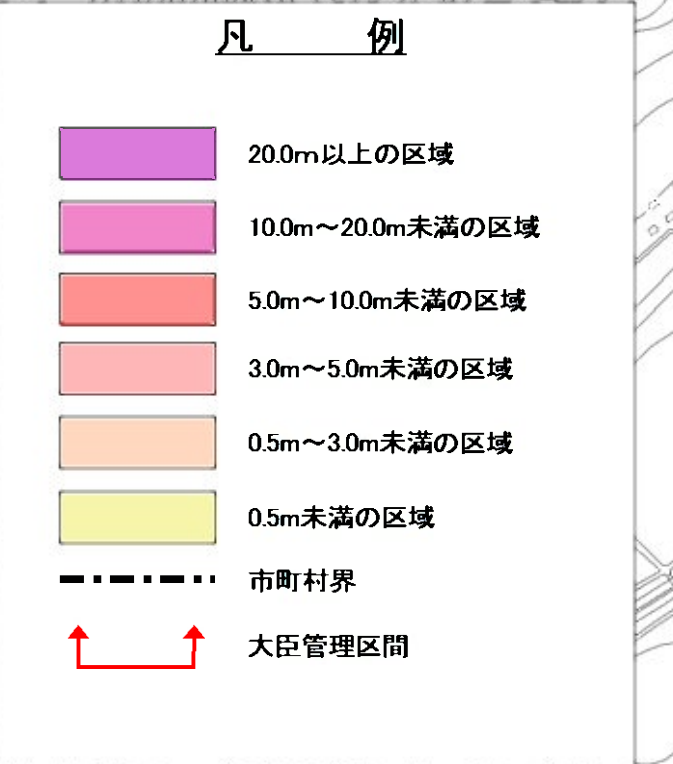 凡 例
20.0m以上の区域
10.0m～20.0m未満の区域
5.0m～10.0m未満の区域
3.0m～5.0m未満の区域
0.5m～3.0m未満の区域
0.5m未満の区域
市町村界
大臣管理区間